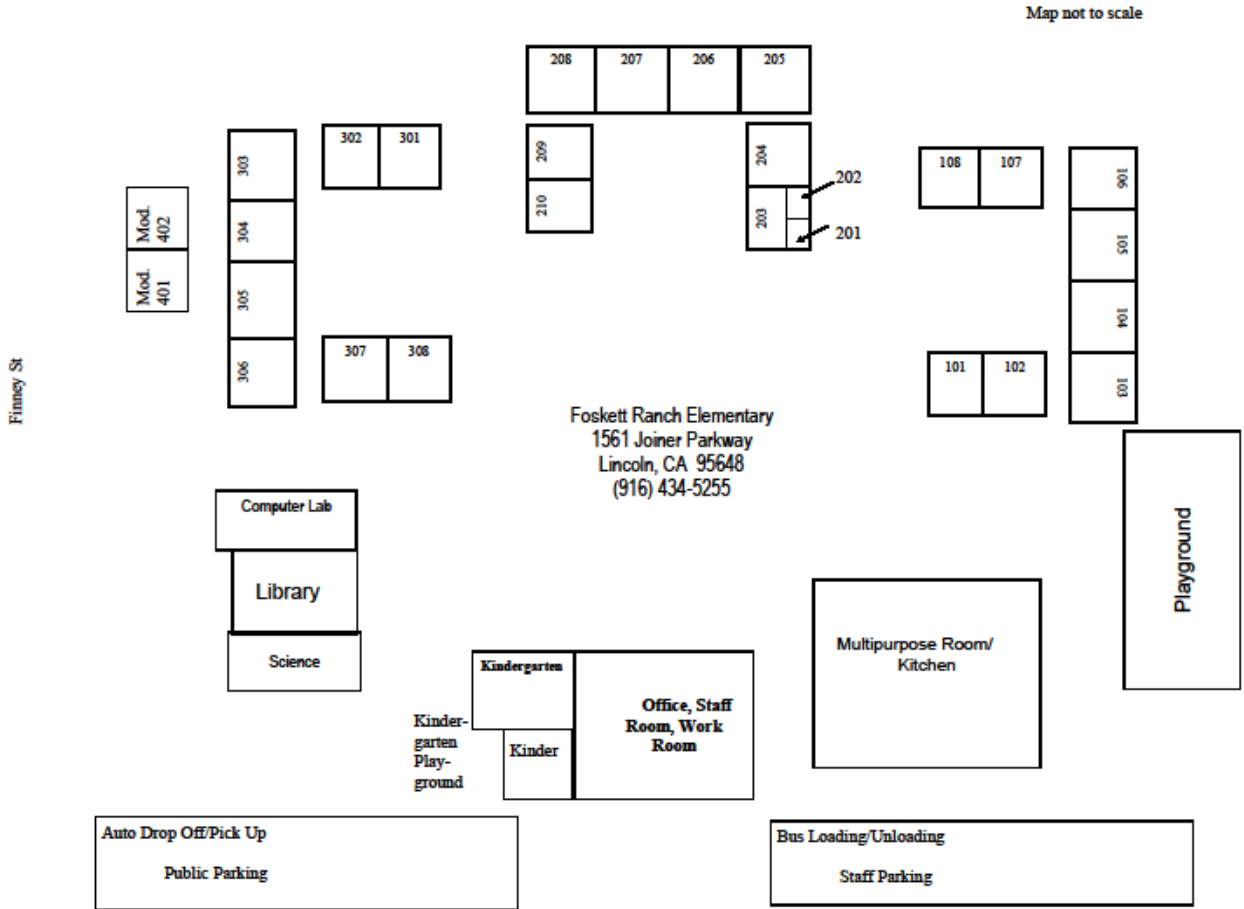 Map not to scale
208
207
206
205
302
301
209
204
303
108
107
106
202
210
203
201
Mod.
402
304
105
Mod.
401
305
104
307
308
306
101
102
103
Finney St
Foskett Ranch Elementary
1561 Joiner Parkway
Lincoln, CA 95648
(916) 434-5255
Computer Lab
Library
Science
Playground
Multipurpose Room/
Kitchen
Kindergarten
Office, Staff
Room, Work
Room
Kinder-
garten
Play-
ground
Kinder
Auto Drop Off/Pick Up
Public Parking
Bus Loading/Unloading
Staff Parking